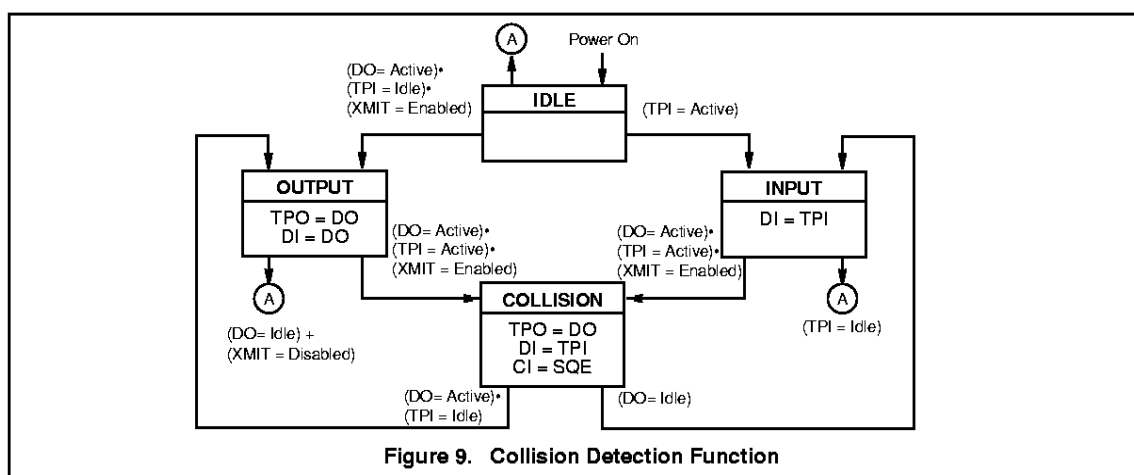 A
Power On
(DO= Active)•
(TPI = Idle)•
(XMIT = Enabled)
IDLE
(TPI = Active)
OUTPUT
TPO = DO
DI = DO
INPUT
DI = TPI
(DO= Active)•
(TPI = Active)•
(XMIT = Enabled)
(DO= Active)•
(TPI = Active)•
(XMIT = Enabled)
A
(DO= Idle) +
(XMIT = Disabled)
COLLISION
TPO = DO
DI = TPI
CI = SQE
A
(TPI = Idle)
(DO= Active)•
(TPI = Idle)
(DO= Idle)
Figure 9. Collision Detection Function